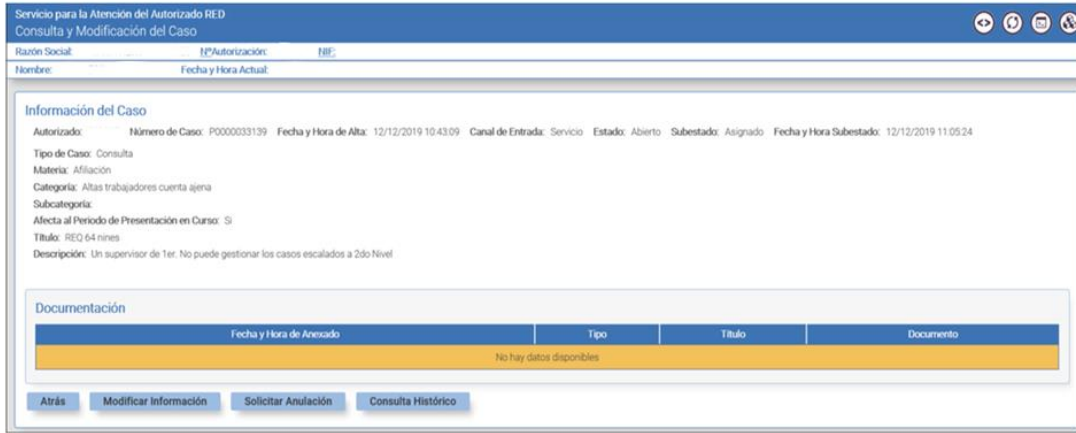 Servicio para la Atención del Autorizado RED
Consulta y Modificación del Caso
Razón Social: NºAutorización: NIF:
Nombre: Fecha y Hora Actual:
Información del Caso
Autorizado: Número de Caso: P0000033139 Fecha y Hora de Alta: 12/12/2019 10:43:09 Canal de Entrada: Servicio Estado: Abierto Subestado: Asignado Fecha y Hora Subestado: 12/12/2019 11:05:24
Tipo de Caso: Consulta
Materia: Afiliación
Categoría: Altas trabajadores cuenta ajena
Subcategoría:
Afecta al Periodo de Presentación en Curso: Si
Título: REQ 64 nines
Descripción: Un supervisor de 1er. No puede gestionar los casos escalados a 2do Nivel
Documentación
Fecha y Hora de Anexado Tipo Título Documento
No hay datos disponibles
Atrás Modificar Información Solicitar Anulación Consulta Histórico